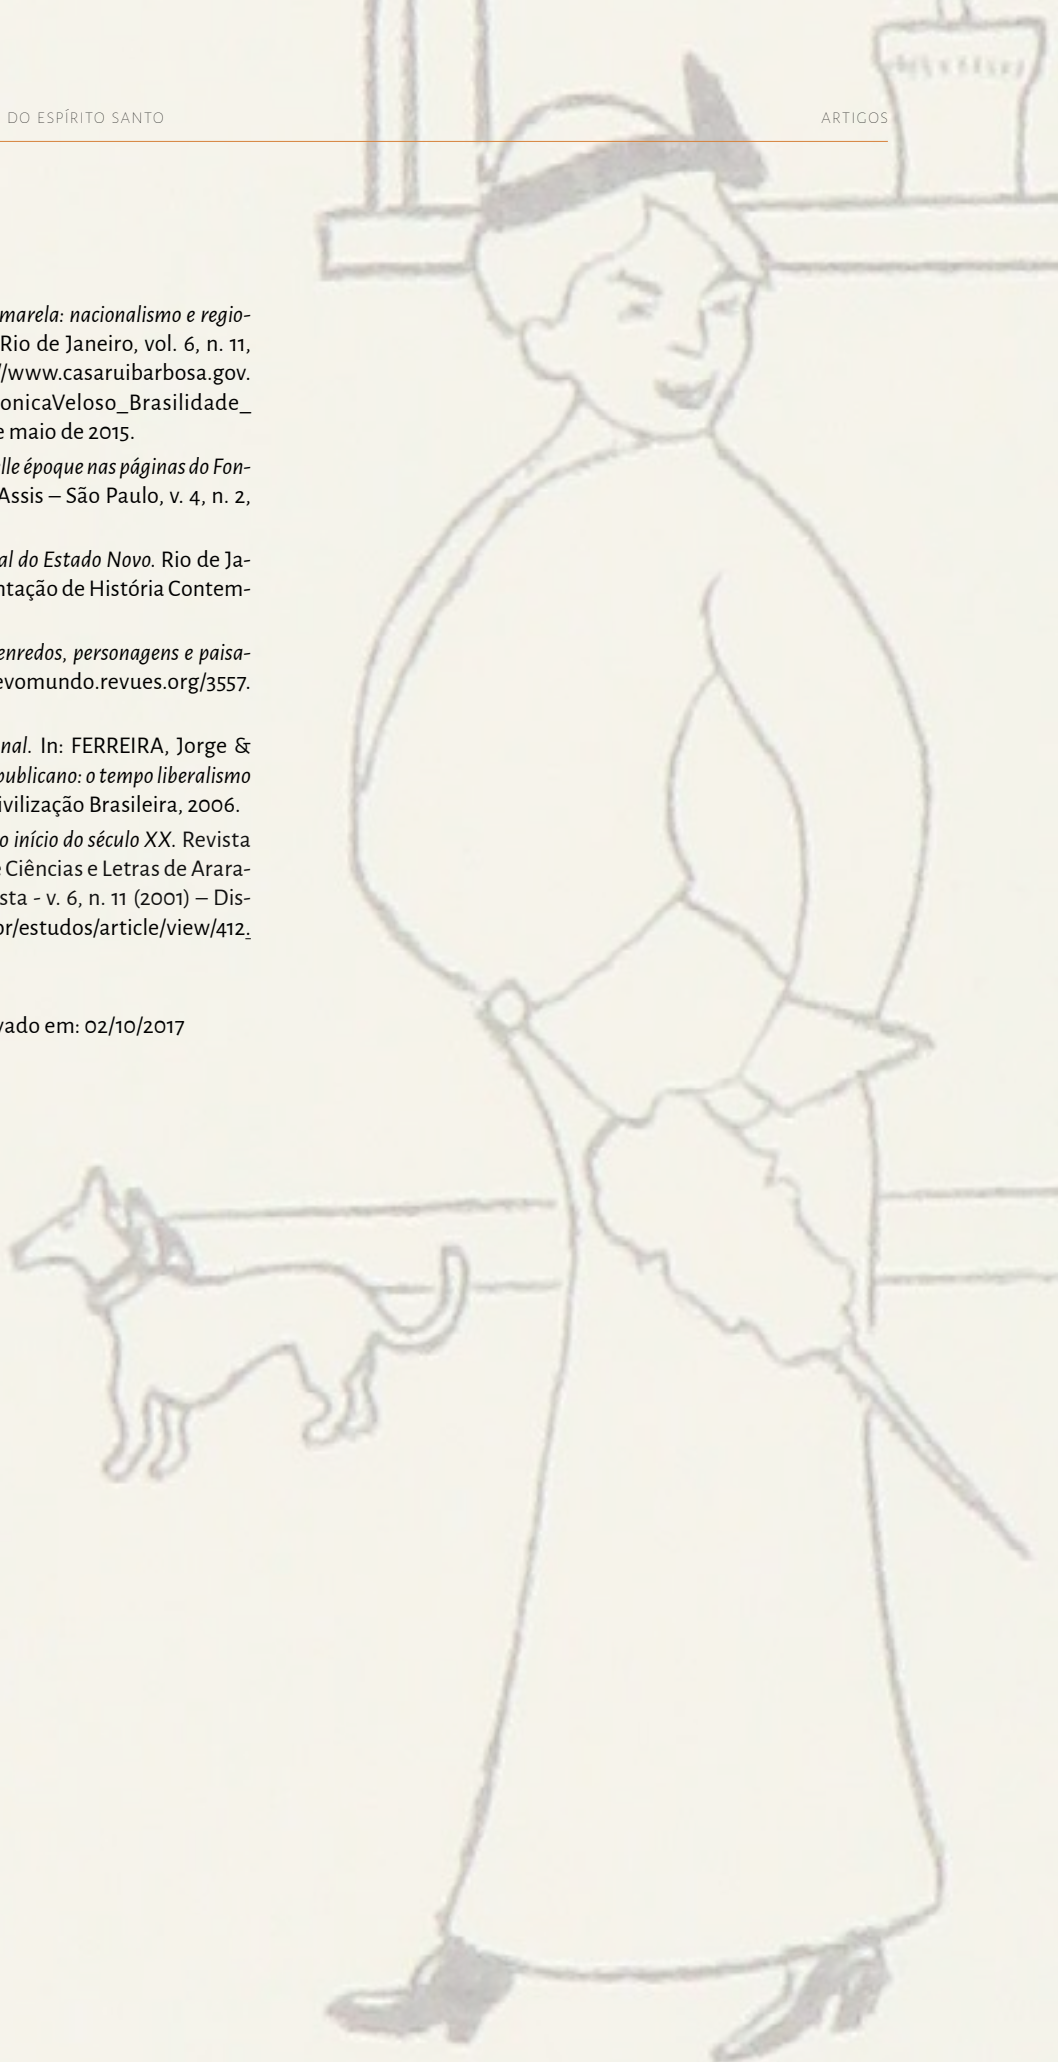 DO ESPÍRITO SANTO ARTIGOS
marela: nacionalismo e regio-
Rio de Janeiro, vol. 6, n. 11,
//www.casaruibarbosa.gov.
onicaVeloso_Brasilidade_
e maio de 2015.
lle époque nas páginas do Fon-
Assis – São Paulo, v. 4, n. 2,
al do Estado Novo. Rio de Ja-
ntação de História Contem-
enredos, personagens e paisa-
evomundo.revues.org/3557.
nal. In: FERREIRA, Jorge &
publicano: o tempo liberalismo
ivilização Brasileira, 2006.
o início do século XX. Revista
e Ciências e Letras de Arara-
sta - v. 6, n. 11 (2001) – Dis-
br/estudos/article/view/412.
vado em: 02/10/2017